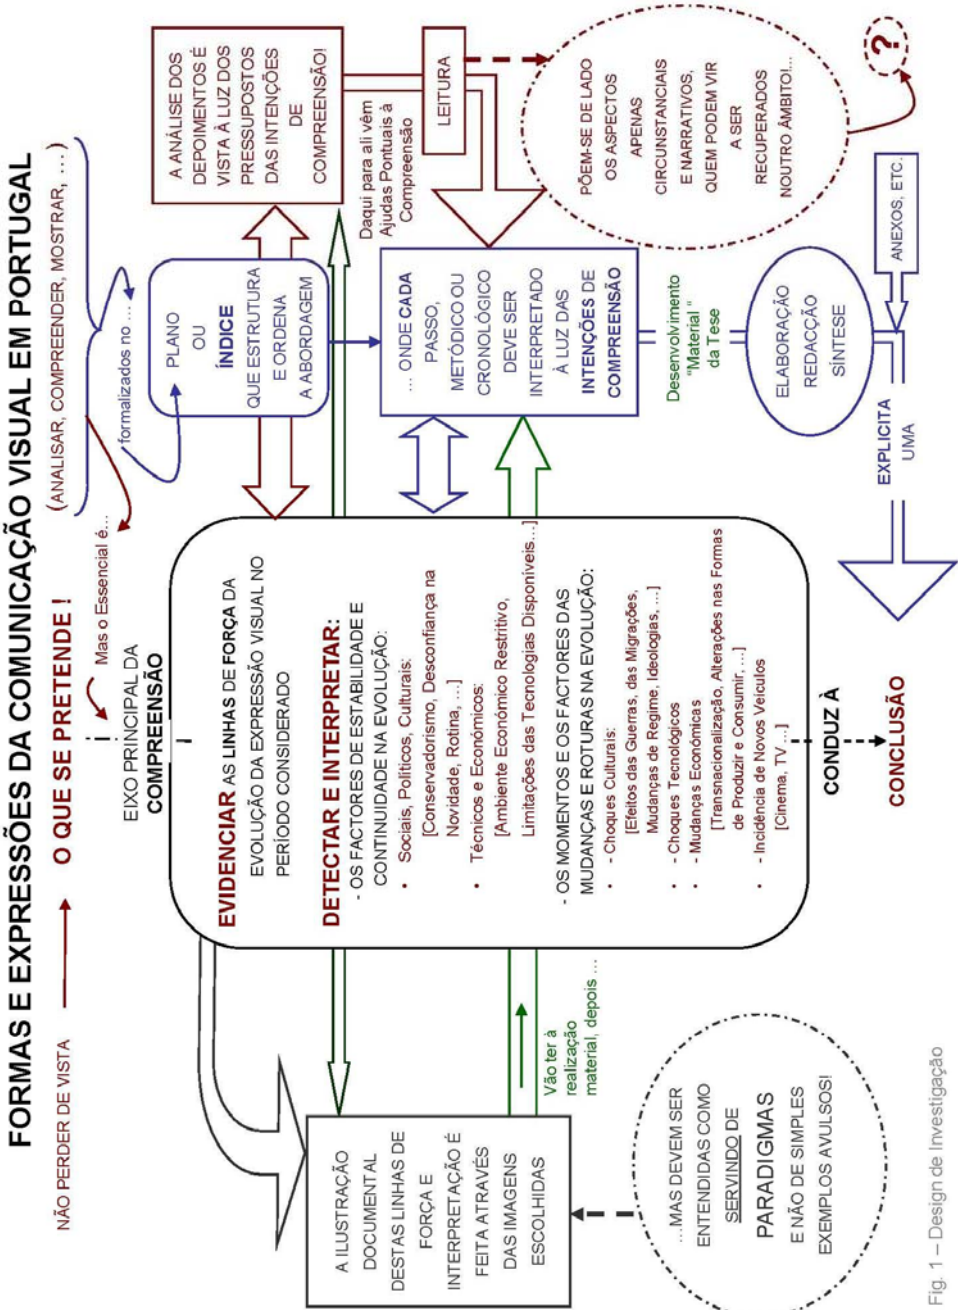 FORMAS E EXPRESSÕES DA COMUNICAÇÃO VISUAL EM PORTUGAL
NÃO PERDER DE VISTA
O QUE SE PRETENDE !
(ANALISAR, COMPREENDER, MOSTRAR, ...)
Mas o Essencial é...
formalizados no ...
EIXO PRINCIPAL DA
COMPREENSÃO
PLANO
OU
ÍNDICE
QUE ESTRUTURA
E ORDENA
A ABORDAGEM
A ANÁLISE DOS
DEPOIMENTOS É
VISTA À LUZ DOS
PRESSUPOSTOS
DAS INTENÇÕES
DE
COMPREENSÃO!
EVIDENCIAR AS LINHAS DE FORÇA DA
EVOLUÇÃO DA EXPRESSÃO VISUAL NO
PERÍODO CONSIDERADO
DETECTAR E INTERPRETAR:
- OS FACTORES DE ESTABILIDADE E
CONTINUIDADE NA EVOLUÇÃO:
• Sociais, Políticos, Culturais:
[Conservadorismo, Desconfiança na
Novidade, Rotina, ...]
• Técnicos e Económicos:
[Ambiente Económico Restritivo,
Limitações das Tecnologias Disponíveis...]
- OS MOMENTOS E OS FACTORES DAS
MUDANÇAS E ROTURAS NA EVOLUÇÃO:
• - Choques Culturais:
[Efeitos das Guerras, das Migrações,
Mudanças de Regime, Ideologias, ...]
• - Choques Tecnológicos
• - Mudanças Económicas
[Transnacionalização, Alterações nas Formas
de Produzir e Consumir, ...]
• - Incidência de Novos Veículos
[Cinema, TV ...]
A ILUSTRAÇÃO
DOCUMENTAL
DESTAS LINHAS DE
FORÇA E
INTERPRETAÇÃO É
FEITA ATRAVÉS
DAS IMAGENS
ESCOLHIDAS
Vão ter à
realização
material, depois ...
...MAS DEVEM SER
ENTENDIDAS COMO
SERVINDO DE
PARADIGMAS
E NÃO DE SIMPLES
EXEMPLOS AVULSOS!
Daqui para ali vêm
Ajudas Pontuais à
Compreensão
LEITURA
... ONDE CADA
PASSO,
METÓDICO OU
CRONOLÓGICO
DEVE SER
INTERPRETADO
À LUZ DAS
INTENÇÕES DE
COMPREENSÃO
PÕEM-SE DE LADO
OS ASPECTOS
APENAS
CIRCUNSTANCIAIS
E NARRATIVOS,
QUEM PODEM VIR
A SER
RECUPERADOS
NOUTRO ÂMBITO!...
?
Desenvolvimento
"Material"
da Tese
ELABORAÇÃO
REDACÇÃO
SÍNTESE
ANEXOS, ETC.
EXPLICITA
UMA
CONDUZ À
CONCLUSÃO
Fig. 1 – Design de Investigação